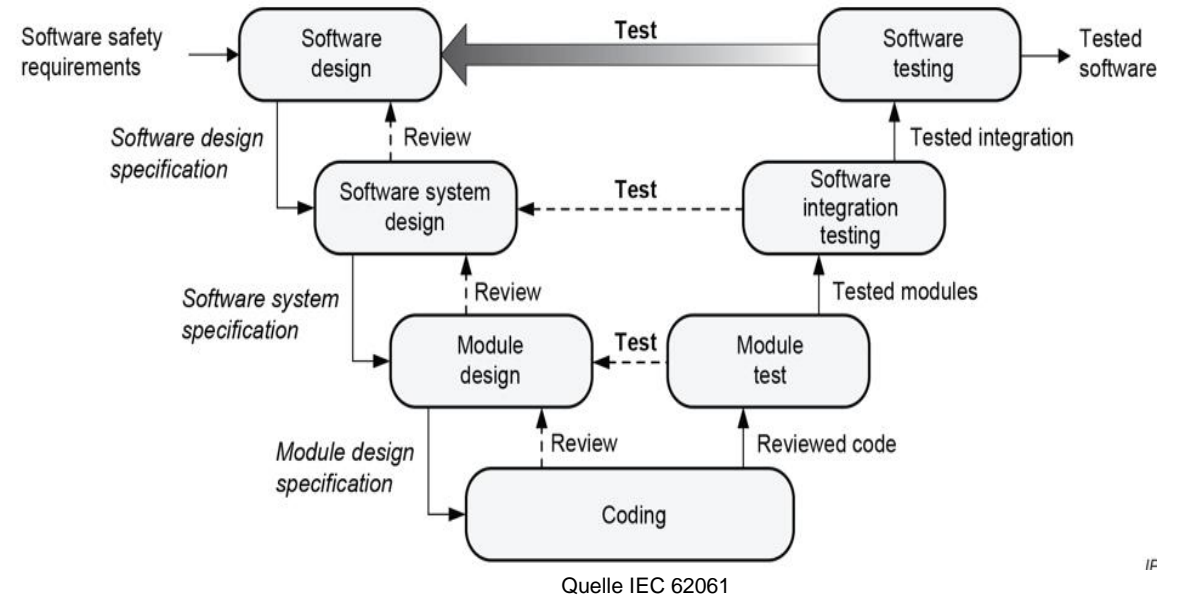 Software safety
requirements
Software
design
Test
Software
testing
Tested
software
Software design
specification
Review
Tested integration
Software system
design
Test
Software
integration
testing
Software system
specification
Review
Tested modules
Module
design
Test
Module
test
Module design
specification
Review
Reviewed code
Coding
Quelle IEC 62061